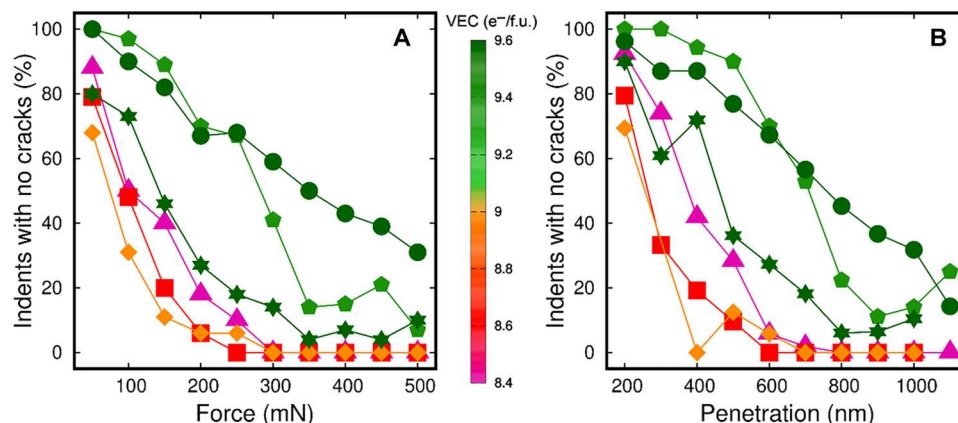 VEC (e⁻/f.u.)
A
B
Indents with no cracks (%)
100
80
60
40
20
0
100 200 300 400 500
Force (mN)
9.6
9.4
9.2
9
8.8
8.6
8.4
Indents with no cracks (%)
100
80
60
40
20
0
200 400 600 800 1000
Penetration (nm)